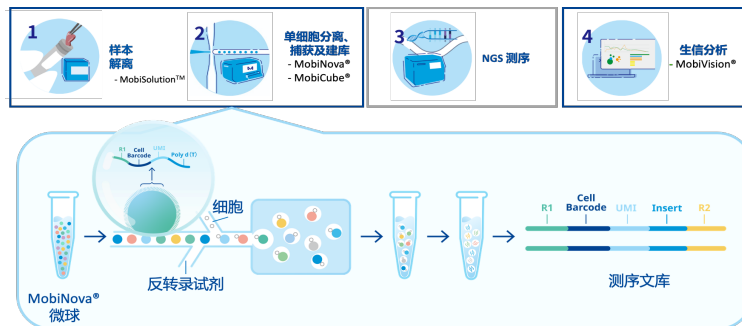 1
样本
解离
- MobiSolution™
2
单细胞分离、
捕获及建库
- MobiNova®
- MobiCube®
3
NGS 测序
4
生信分析
- MobiVision®
R1
Cell
Barcode
UMI
Poly d(T)
细胞
反转录试剂
MobiNova®
微球
R1
Cell
Barcode
UMI
Insert
R2
测序文库